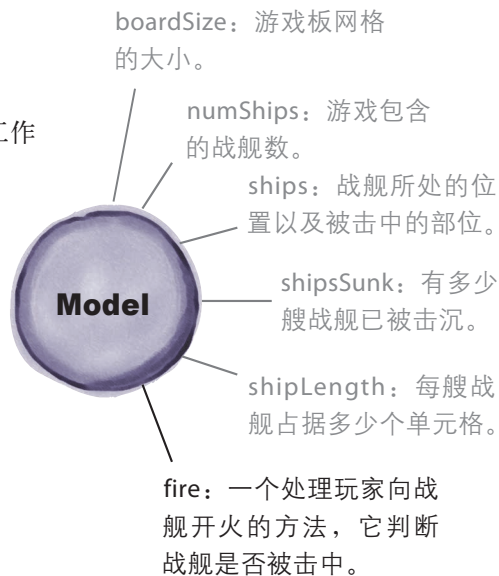 boardSize：游戏板网格
的大小。
工作
numShips：游戏包含
的战舰数。
ships：战舰所处的位
置以及被击中的部位。
Model
shipsSunk：有多少
艘战舰已被击沉。
shipLength：每艘战
舰占据多少个单元格。
fire：一个处理玩家向战
舰开火的方法，它判断
战舰是否被击中。